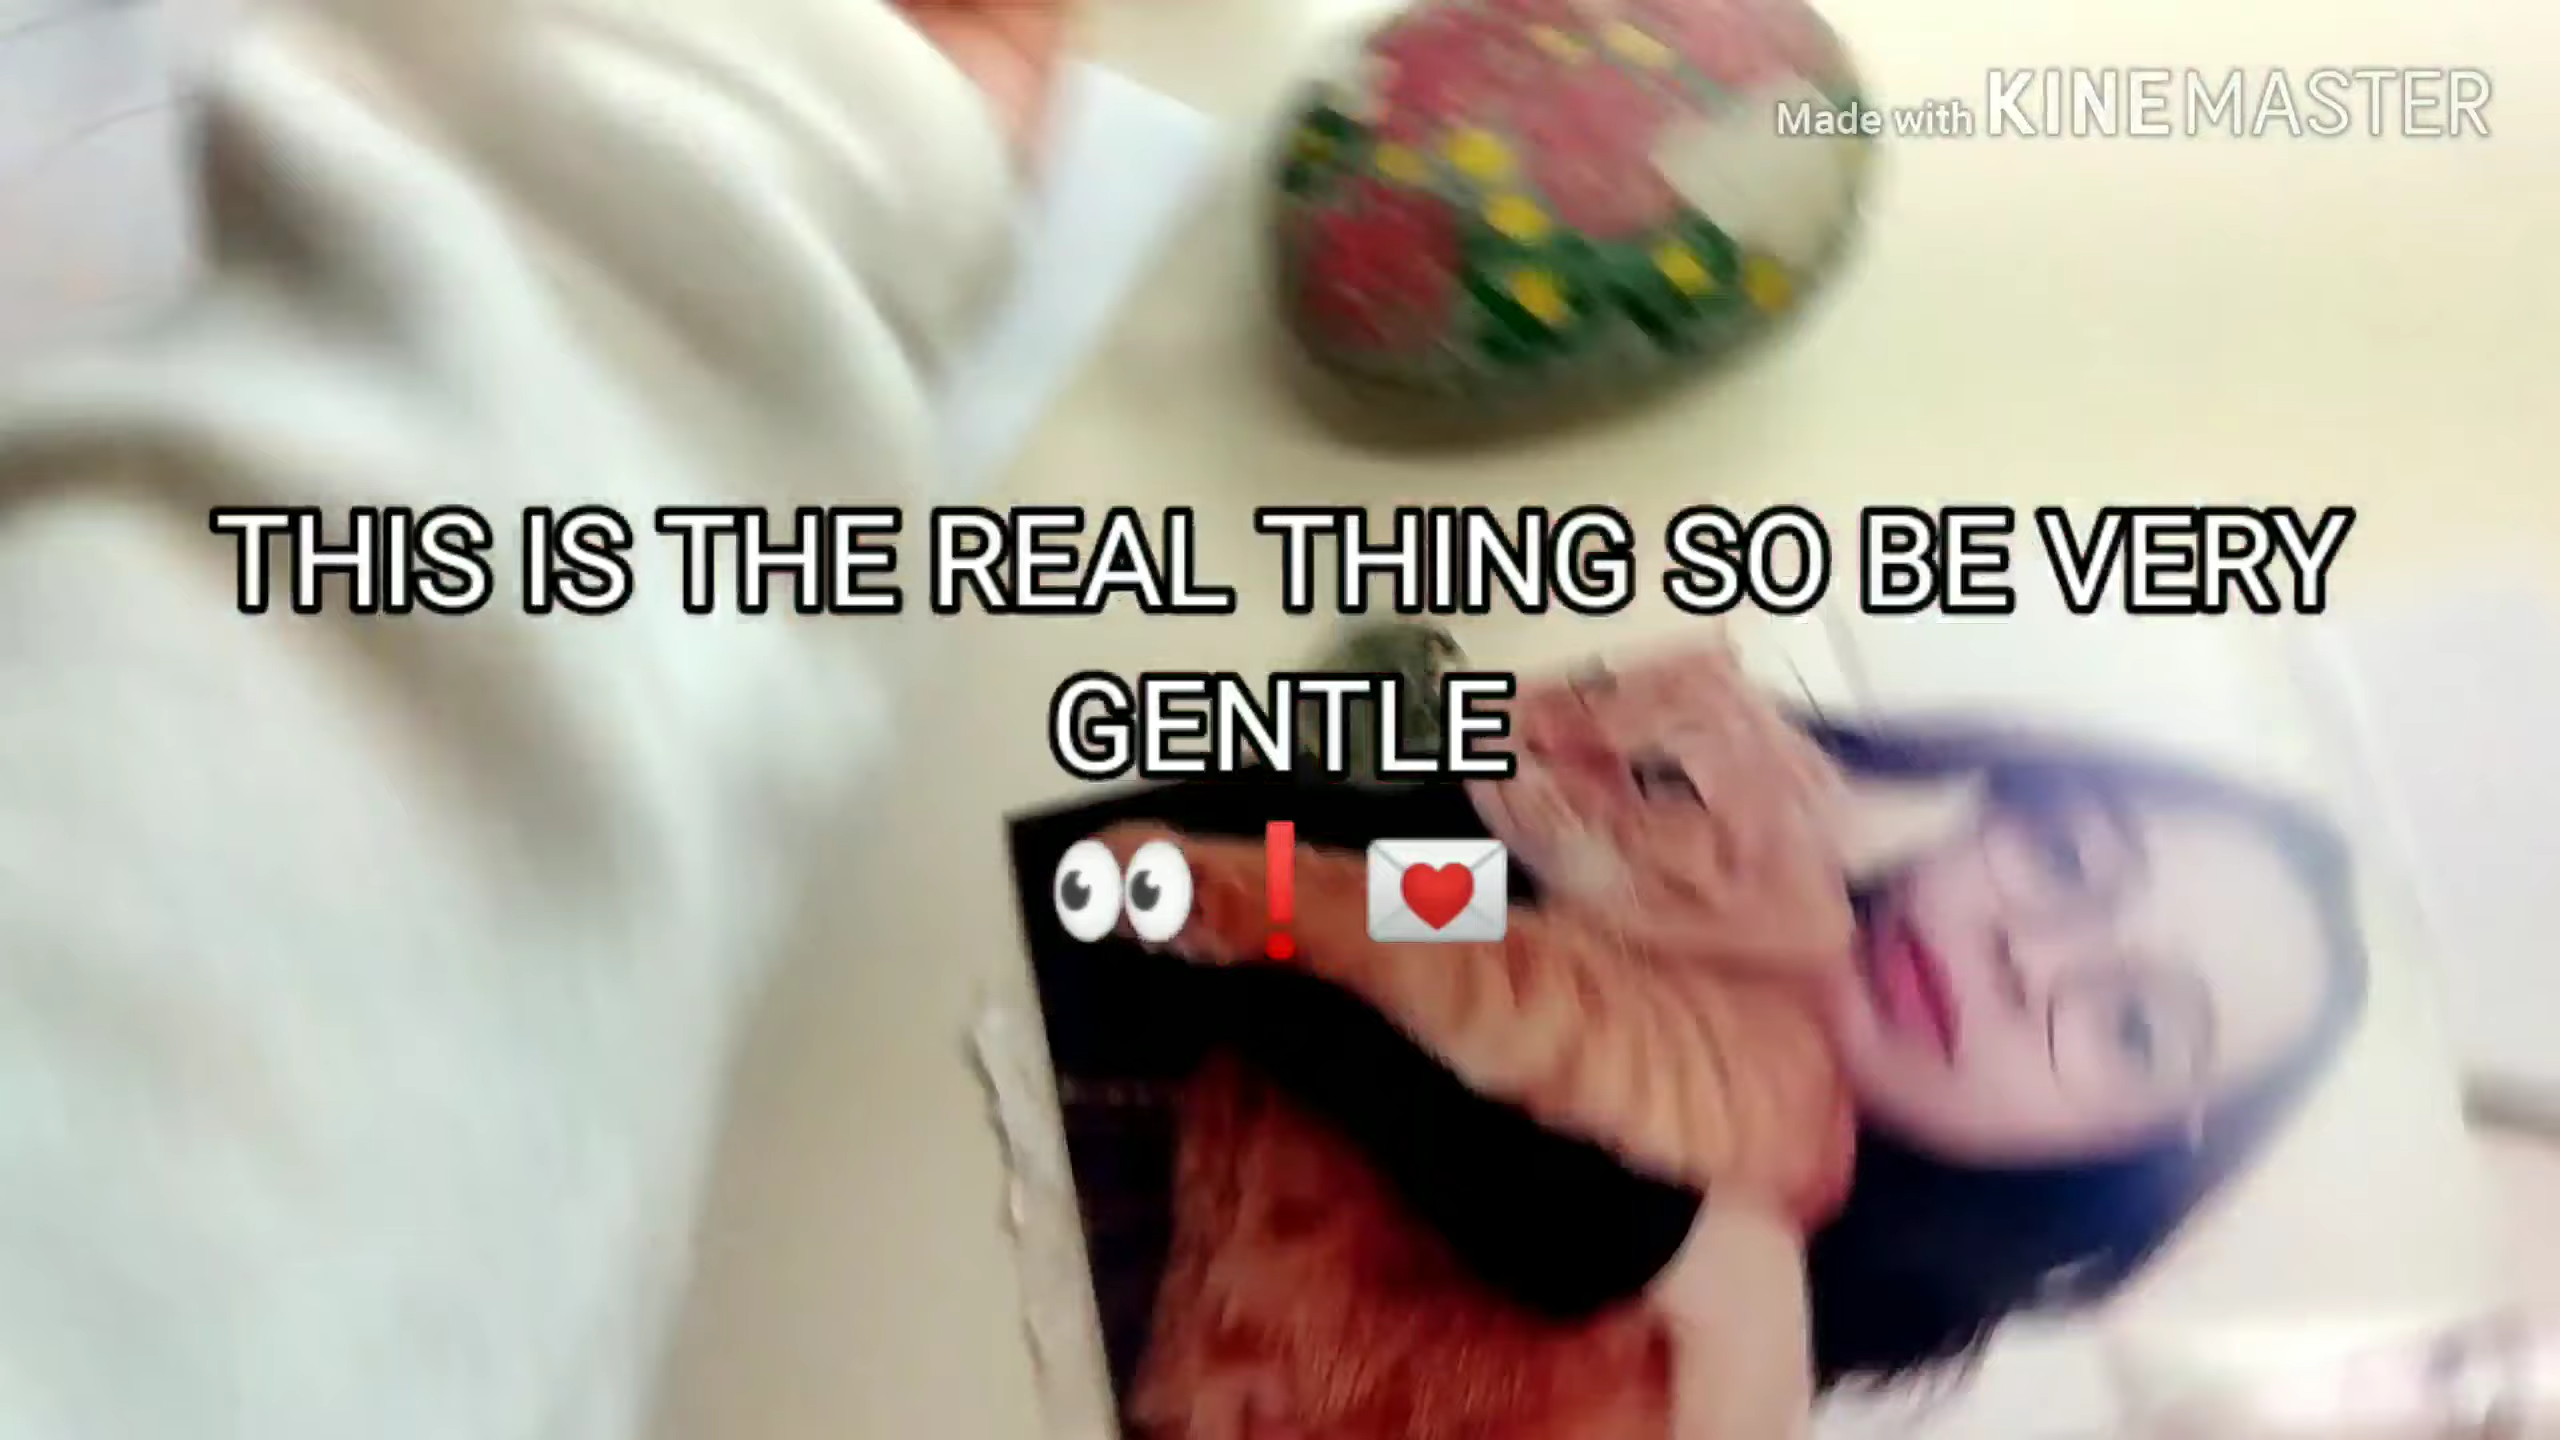 Made with KINEMASTER
THIS IS THE REAL THING SO BE VERY
GENTLE
👀❗💌